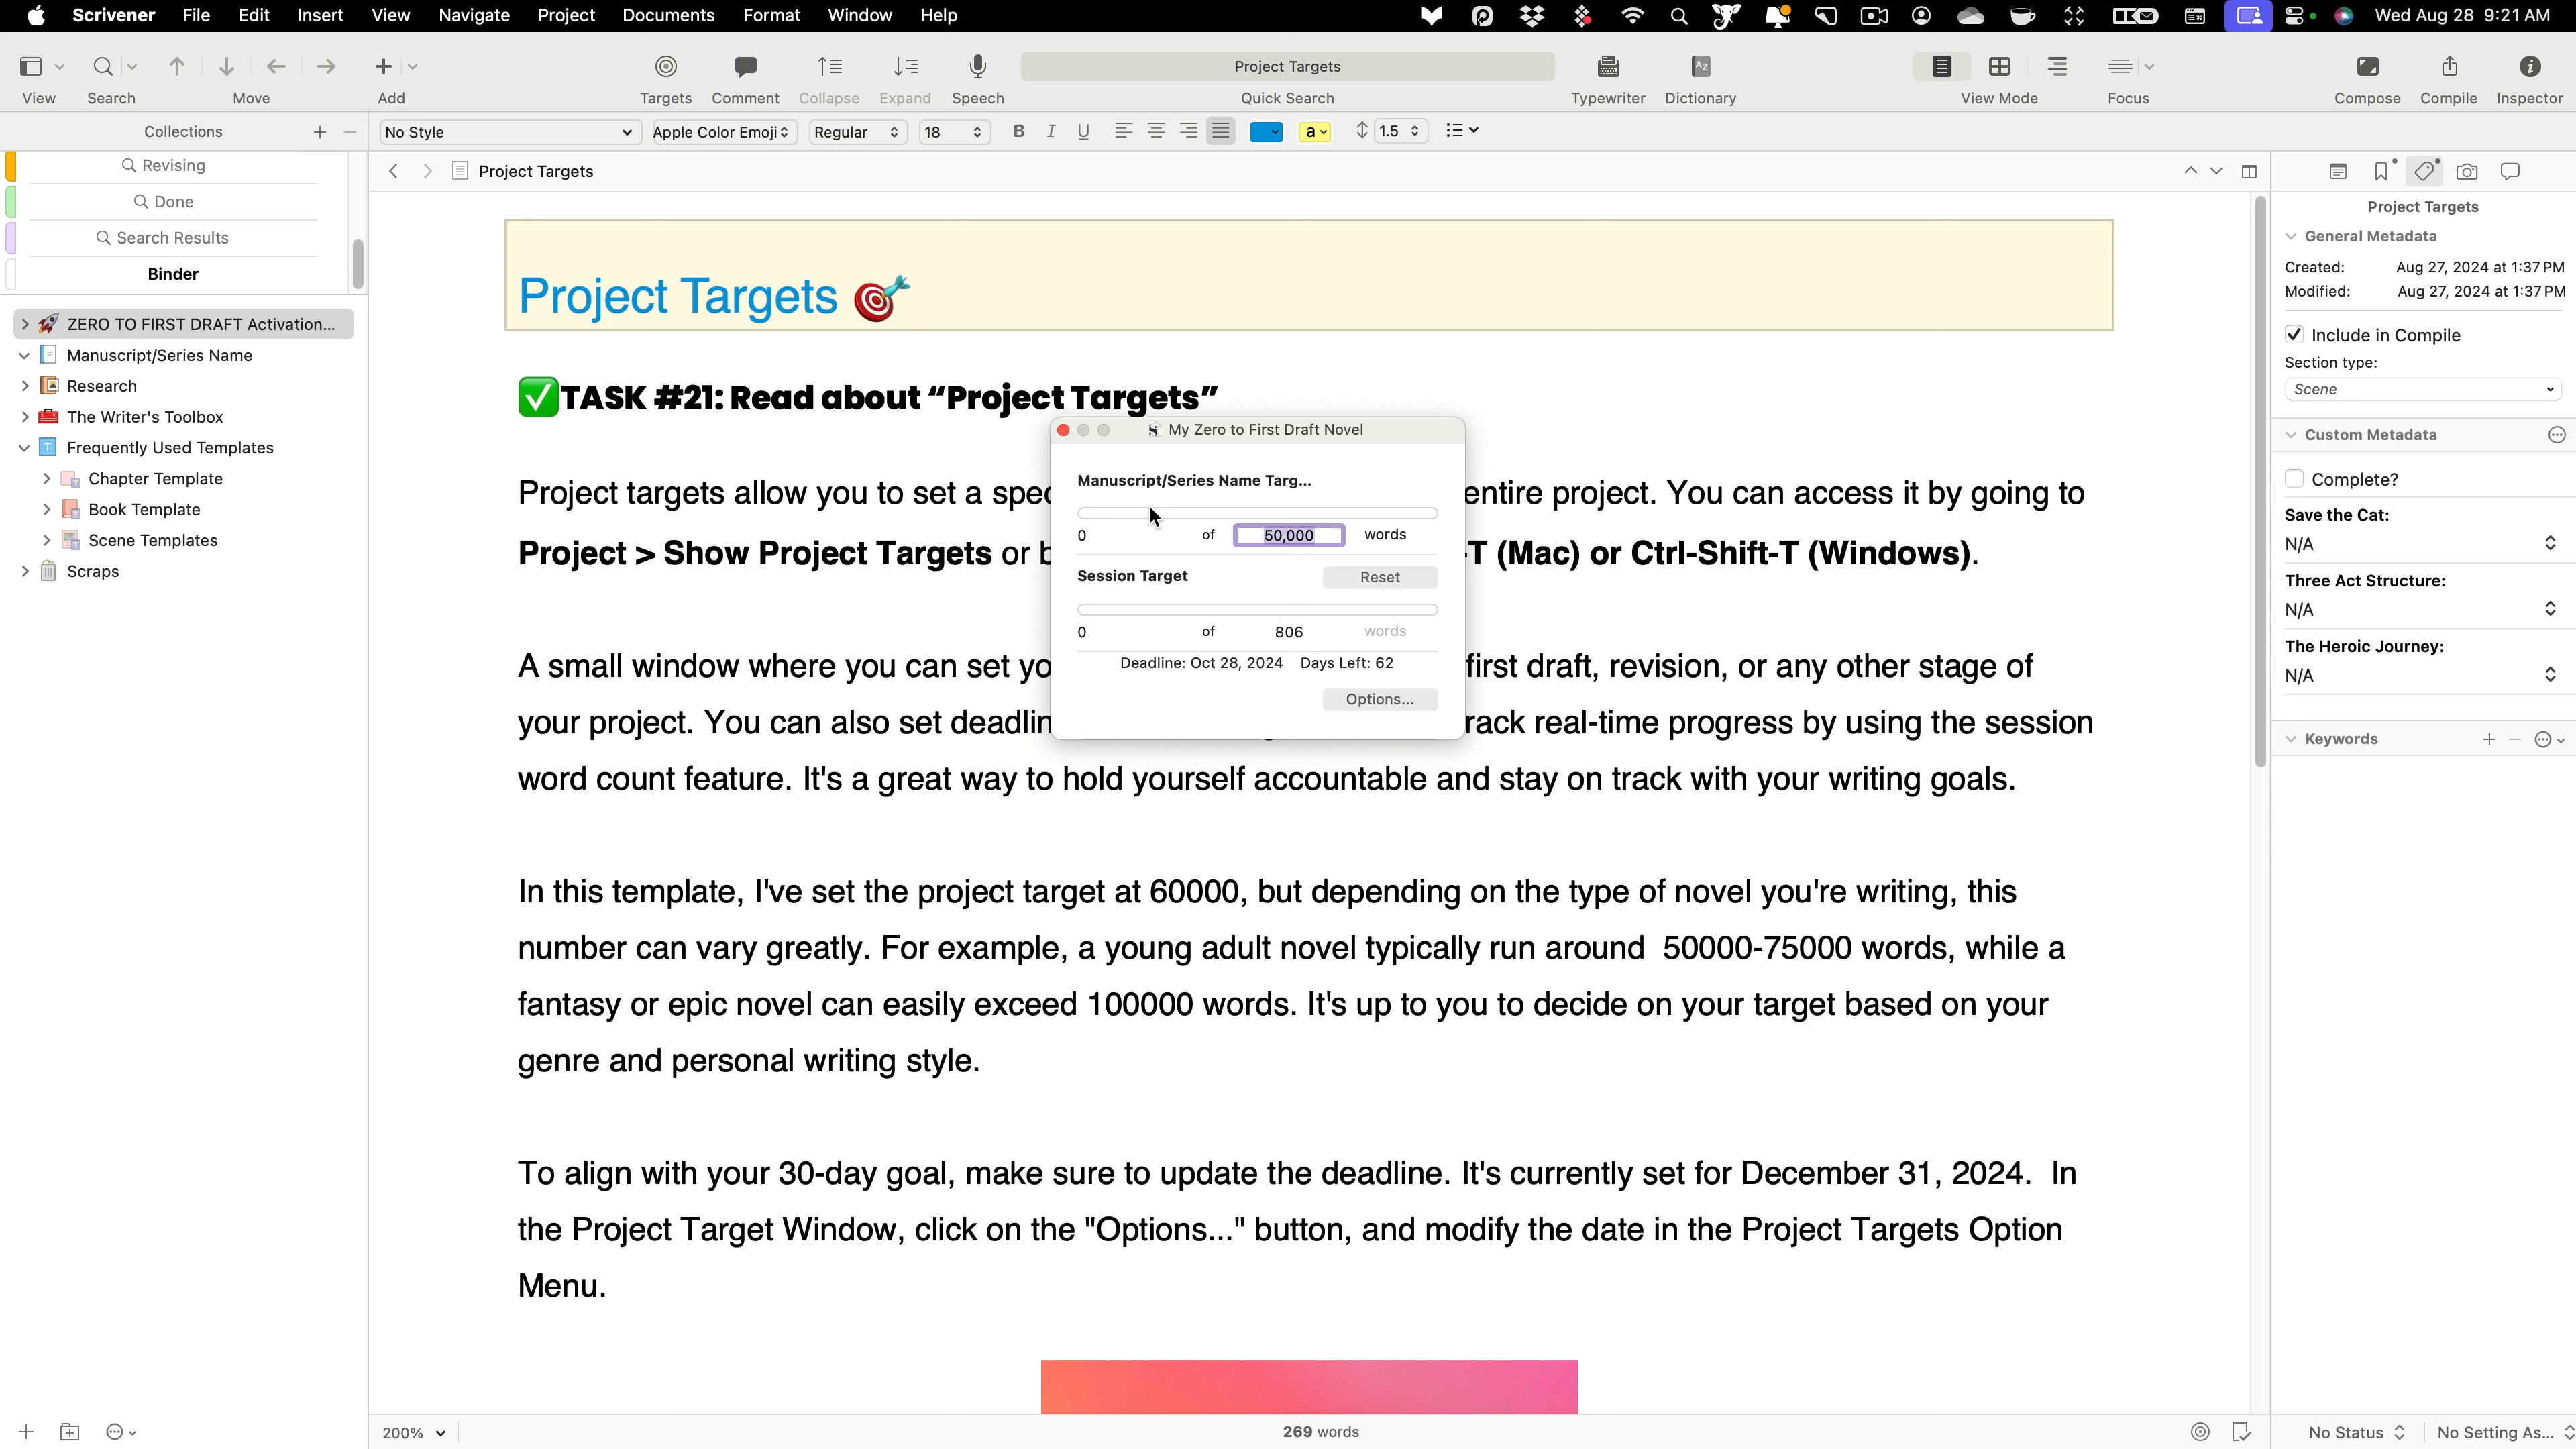 Scrivener File Edit Insert View Navigate Project Documents Format Window Help Wed Aug 28 9:21 AM
View Search Move Add Targets Comment Collapse Expand Speech Project Targets Quick Search Typewriter Dictionary View Mode Focus Compose Compile Inspector
Collections No Style Apple Color Emoji Regular 18 B I U a 1.5
Revising
Done
Search Results
Binder
ZERO TO FIRST DRAFT Activation...
Manuscript/Series Name
Research
The Writer's Toolbox
Frequently Used Templates
Chapter Template
Book Template
Scene Templates
Scraps
Project Targets
Project Targets
TASK #21: Read about “Project Targets”
Project targets allow you to set a spec entire project. You can access it by going to
Project > Show Project Targets or b -T (Mac) or Ctrl-Shift-T (Windows).
A small window where you can set yo first draft, revision, or any other stage of
your project. You can also set deadlin rack real-time progress by using the session
word count feature. It's a great way to hold yourself accountable and stay on track with your writing goals.
In this template, I've set the project target at 60000, but depending on the type of novel you're writing, this
number can vary greatly. For example, a young adult novel typically run around 50000-75000 words, while a
fantasy or epic novel can easily exceed 100000 words. It's up to you to decide on your target based on your
genre and personal writing style.
To align with your 30-day goal, make sure to update the deadline. It's currently set for December 31, 2024. In
the Project Target Window, click on the "Options..." button, and modify the date in the Project Targets Option
Menu.
My Zero to First Draft Novel
Manuscript/Series Name Targ...
0 of 50,000 words
Session Target Reset
0 of 806 words
Deadline: Oct 28, 2024 Days Left: 62
Options...
Project Targets
General Metadata
Created: Aug 27, 2024 at 1:37 PM
Modified: Aug 27, 2024 at 1:37 PM
Include in Compile
Section type:
Scene
Custom Metadata
Complete?
Save the Cat:
N/A
Three Act Structure:
N/A
The Heroic Journey:
N/A
Keywords
200% 269 words No Status No Setting As...